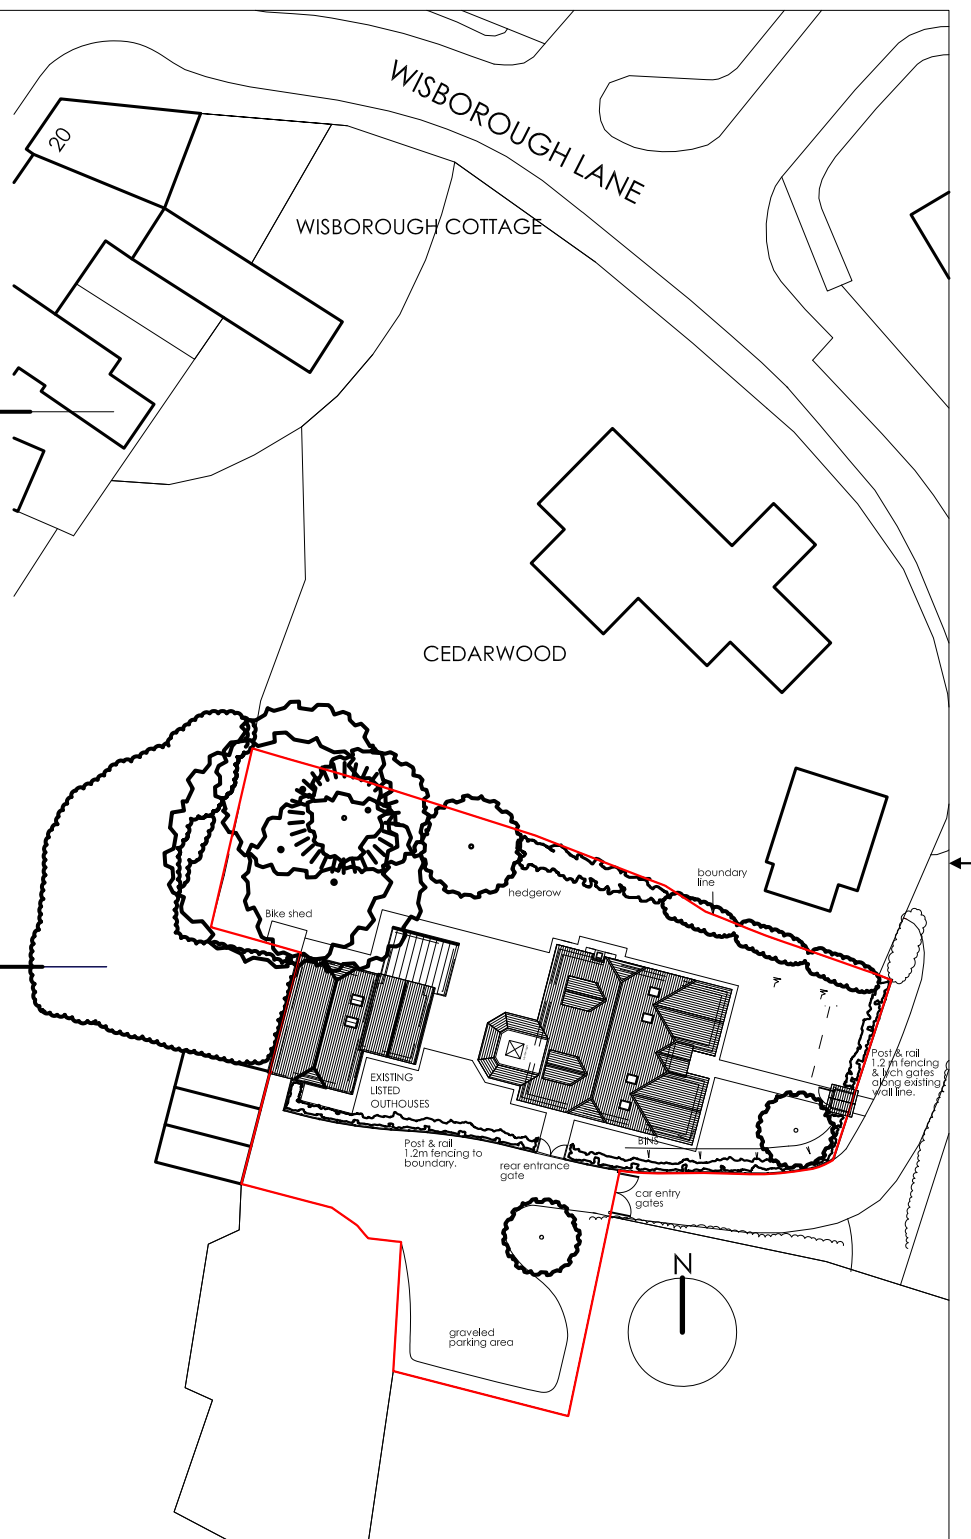 WISBOROUGH LANE
20
WISBOROUGH COTTAGE
CEDARWOOD
boundary
line
hedgerow
Bike shed
EXISTING
LISTED
OUTHOUSES
Post & rail
1.2 m fencing
& lych gates
along existing
wall line.
Post & rail
1.2m fencing to
boundary.
BINS
rear entrance
gate
car entry
gates
N
graveled
parking area